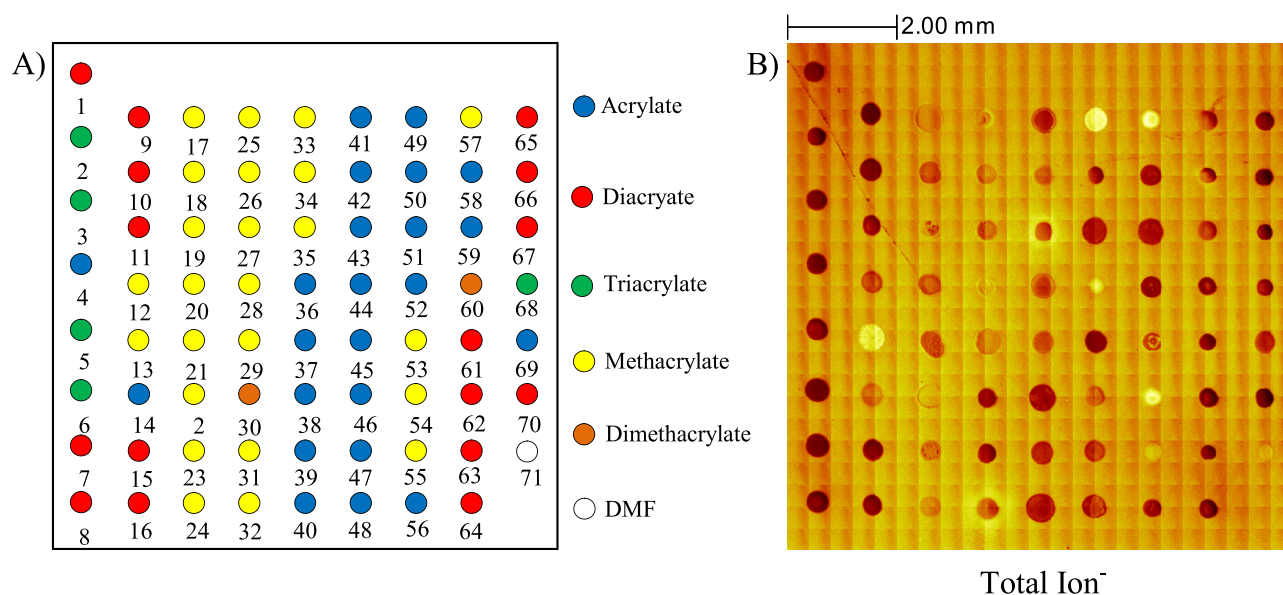 2.00 mm
A)
B)
1
9 17 25 33 41 49 57 65
2
10 18 26 34 42 50 58 66
3
11 19 27 35 43 51 59 67
4
12 20 28 36 44 52 60 68
5
13 21 29 37 45 53 61 69
6
14 2 30 38 46 54 62 70
7
15 23 31 39 47 55 63 71
8
16 24 32 40 48 56 64
Acrylate
Diacryate
Triacrylate
Methacrylate
Dimethacrylate
DMF
Total Ion-